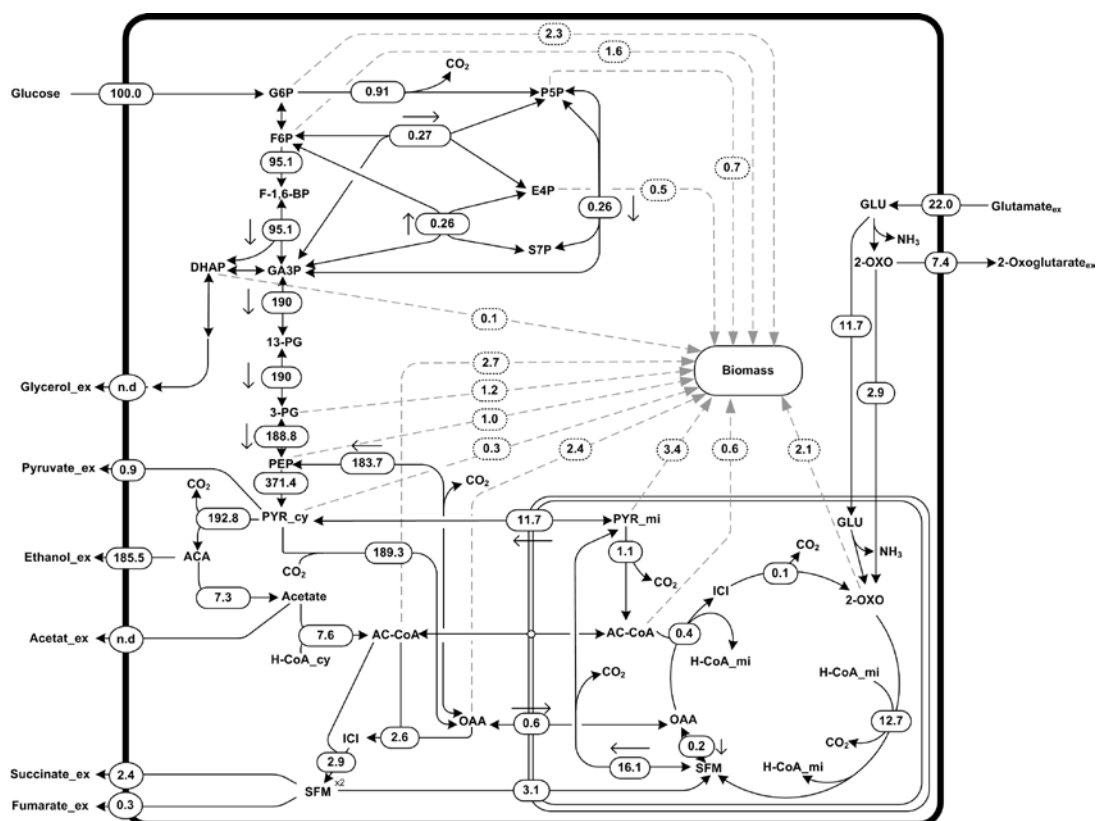 2.3
1.6
CO₂
Glucose 100.0 G6P 0.91 P5P
F6P 0.27
95.1 0.7
F-1,6-BP
E4P 0.5
GLU 22.0 Glutamateₑₓ
95.1 0.26 0.26
NH₃
S7P
DHAP GA3P
2-OXO 7.4 2-Oxoglutarateₑₓ
190
0.1 11.7
13-PG
2.7 Biomass
190 1.2 2.9
Glycerol_ex n.d
3-PG
1.0
188.8 0.3 2.4 3.4 0.6 2.1
PEP 183.7
Pyruvate_ex 0.9
CO₂ 371.4 CO₂
192.8 PYR_cy 11.7 PYR_mi GLU
Ethanol_ex 185.5 ACA 189.3 1.1 CO₂ NH₃
CO₂ CO₂ 0.1
7.3 Acetate ICI 2-OXO
Acetat_ex n.d 7.6 AC-CoA AC-CoA 0.4
H-CoA_cy H-CoA_mi
CO₂ H-CoA_mi
OAA 0.6 OAA 12.7
ICI 2.6 0.2 CO₂
2.9 16.1 SFM H-CoA_mi
Succinate_ex 2.4 x2
SFM 3.1
Fumarate_ex 0.3